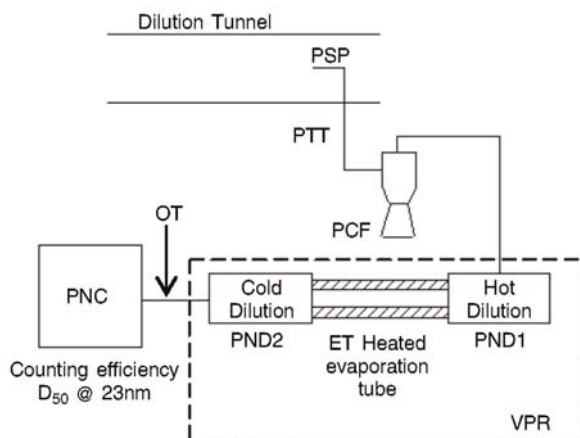 Dilution Tunnel
PSP
PTT
PCF
OT
PNC
Cold
Dilution
Hot
Dilution
PND2
ET Heated
evaporation
tube
PND1
Counting efficiency
D₅₀ @ 23nm
VPR